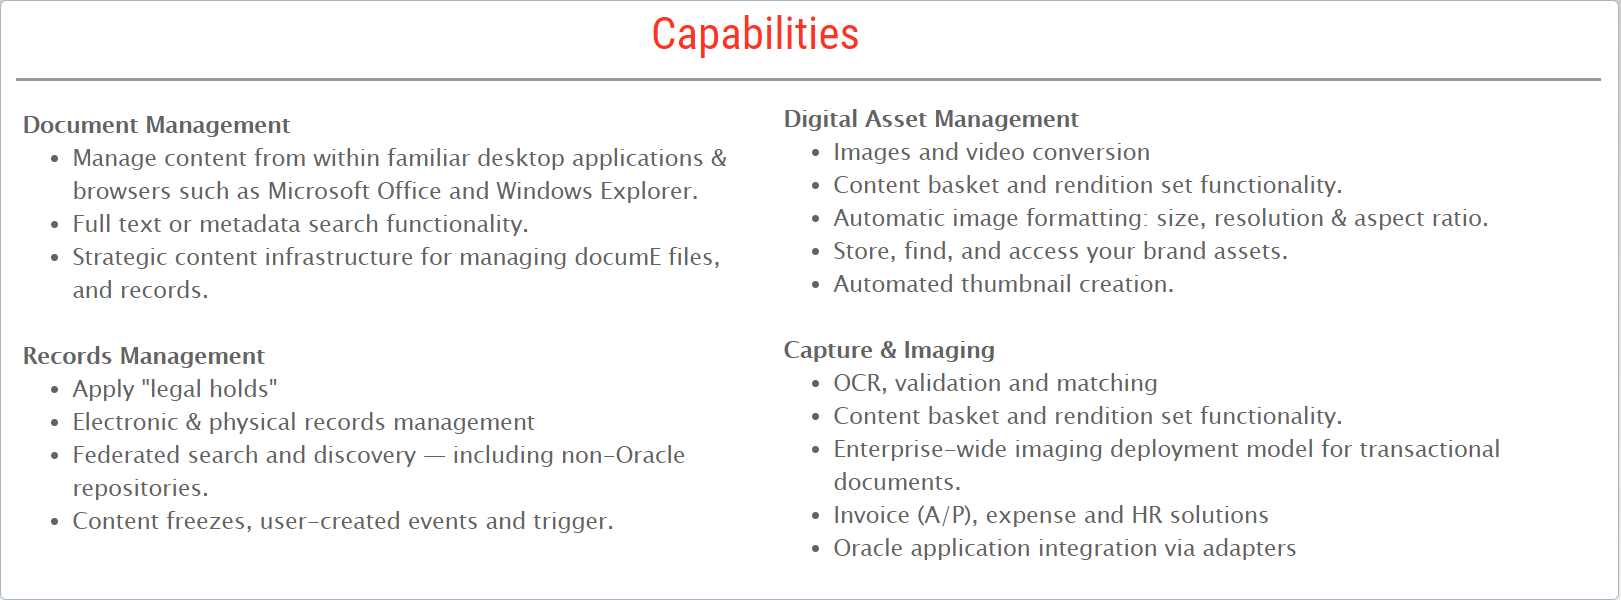 Capabilities
Document Management
• Manage content from within familiar desktop applications &
browsers such as Microsoft Office and Windows Explorer.
• Full text or metadata search functionality.
• Strategic content infrastructure for managing documE files,
and records.
Records Management
• Apply "legal holds"
• Electronic & physical records management
• Federated search and discovery — including non-Oracle
repositories.
• Content freezes, user-created events and trigger.
Digital Asset Management
• Images and video conversion
• Content basket and rendition set functionality.
• Automatic image formatting: size, resolution & aspect ratio.
• Store, find, and access your brand assets.
• Automated thumbnail creation.
Capture & Imaging
• OCR, validation and matching
• Content basket and rendition set functionality.
• Enterprise-wide imaging deployment model for transactional
documents.
• Invoice (A/P), expense and HR solutions
• Oracle application integration via adapters